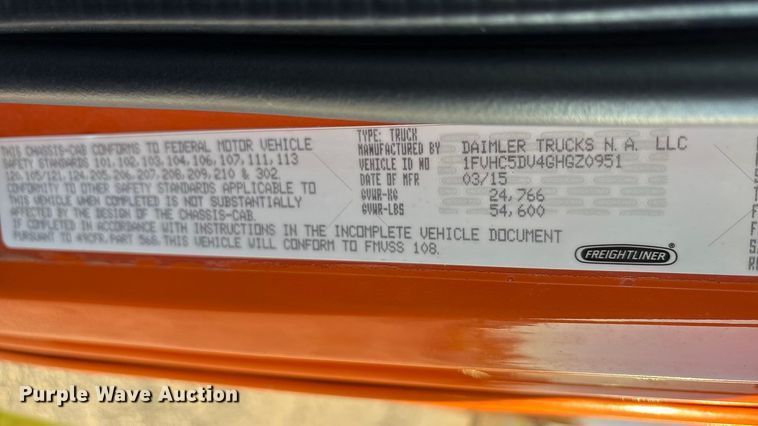 THIS CHASSIS-CAB CONFORMS TO FEDERAL MOTOR VEHICLE
SAFETY STANDARDS 101, 102, 103, 104, 106, 107, 111, 113
120, 105/121, 124, 205, 206, 207, 208, 209, 210 & 302
CONFORMITY TO OTHER SAFETY STANDARDS APPLICABLE TO
THIS VEHICLE WHEN COMPLETED IS NOT SUBSTANTIALLY
AFFECTED BY THE DESIGN OF THE CHASSIS-CAB.
IF COMPLETED IN ACCORDANCE WITH INSTRUCTIONS IN THE INCOMPLETE VEHICLE DOCUMENT
PURSUANT TO 49CFR, PART 568, THIS VEHICLE WILL CONFORM TO FMVSS 108.
TYPE: TRUCK
MANUFACTURED BY DAIMLER TRUCKS N. A. LLC
VEHICLE ID NO 1FVHC5DV4GHGZ0951
DATE OF MFR 03/15
GVWR-KG 24,766
GVWR-LBS 54,600
FREIGHTLINER
Purple Wave Auction